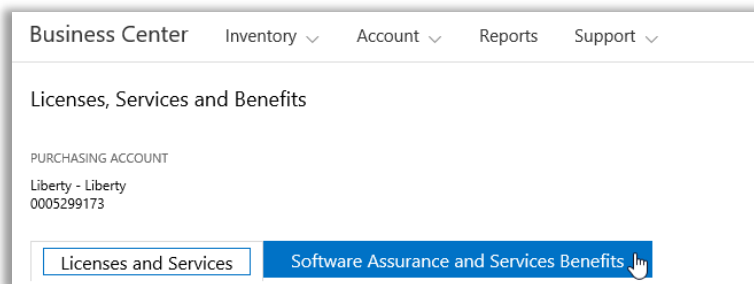 Business Center Inventory Account Reports Support
Licenses, Services and Benefits
PURCHASING ACCOUNT
Liberty - Liberty
0005299173
Licenses and Services Software Assurance and Services Benefits